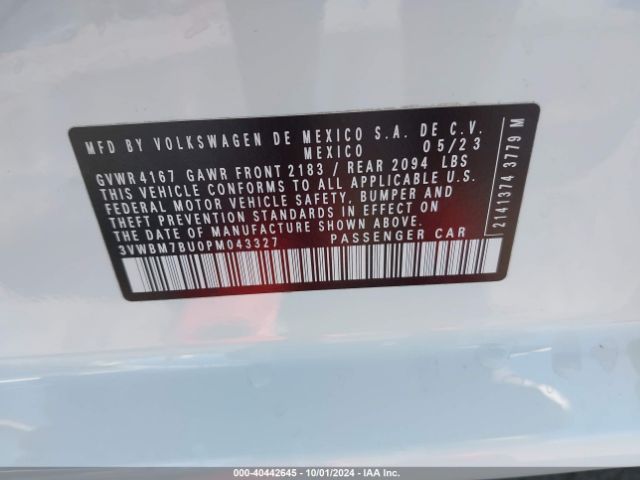 MFD BY VOLKSWAGEN DE MEXICO S.A. DE C.V.
MEXICO 05/23
GVWR 4167 GAWR FRONT 2183 / REAR 2094 LBS
THIS VEHICLE CONFORMS TO ALL APPLICABLE U.S.
FEDERAL MOTOR VEHICLE SAFETY, BUMPER AND
THEFT PREVENTION STANDARDS IN EFFECT ON
THE DATE OF MANUFACTURE SHOWN ABOVE.
3VWBM7BU0PM043327 PASSENGER CAR
2141374 3779 M
000-40442645 - 10/01/2024 - IAAI.COM